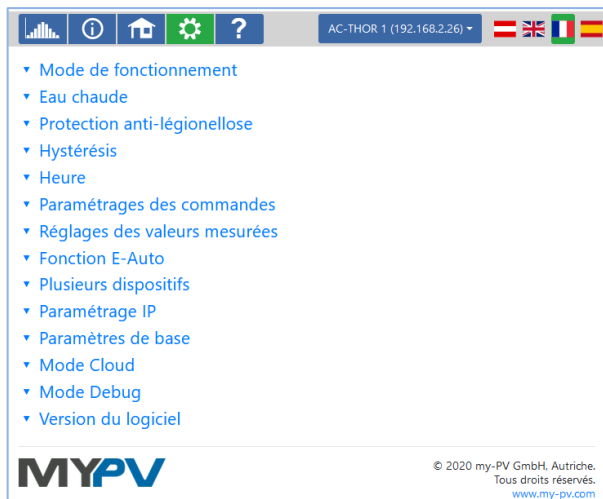 ?
AC-THOR 1 (192.168.2.26)
Mode de fonctionnement
Eau chaude
Protection anti-légionellose
Hystérésis
Heure
Paramétrages des commandes
Réglages des valeurs mesurées
Fonction E-Auto
Plusieurs dispositifs
Paramétrage IP
Paramètres de base
Mode Cloud
Mode Debug
Version du logiciel
MYPV
© 2020 my-PV GmbH, Autriche.
Tous droits réservés.
www.my-pv.com